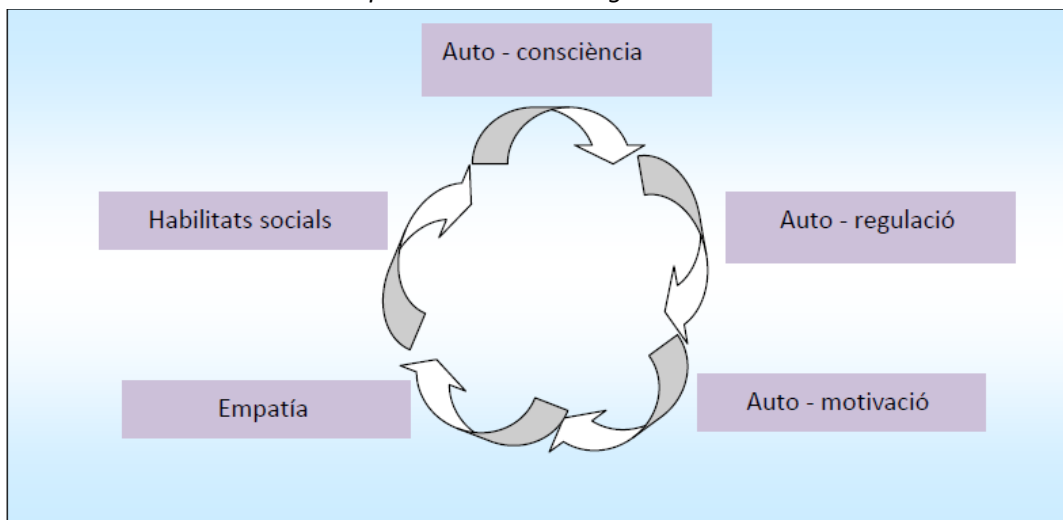 Auto - consciència
Habilitats socials
Auto - regulació
Empatía
Auto - motivació